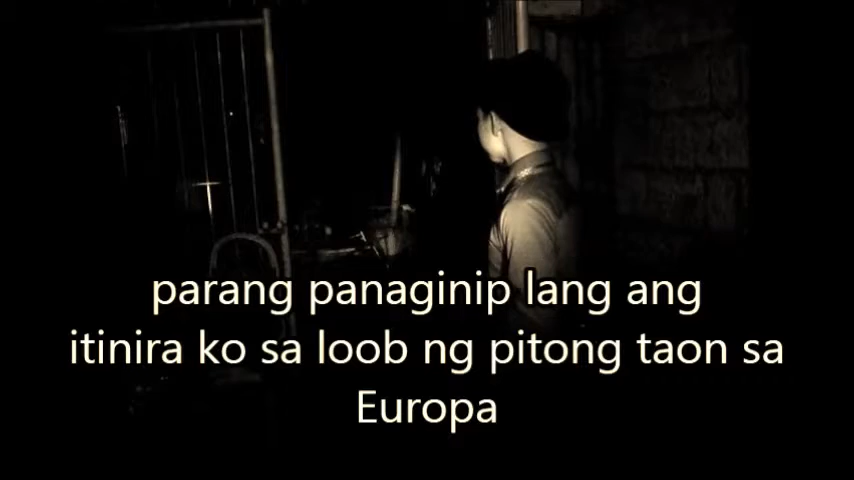 parang panaginip lang ang
itinira ko sa loob ng pitong taon sa
Europa